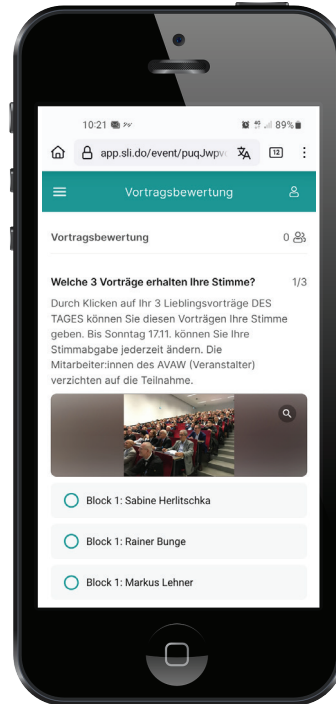 10:21 89%
app.sli.do/event/puqJwpv 12
Vortragsbewertung
Vortragsbewertung 0
Welche 3 Vorträge erhalten Ihre Stimme? 1/3
Durch Klicken auf Ihr 3 Lieblingsvorträge DES
TAGES können Sie diesen Vorträgen Ihre Stimme
geben. Bis Sonntag 17.11. können Sie Ihre
Stimmabgabe jederzeit ändern. Die
Mitarbeiter:innen des AVAW (Veranstalter)
verzichten auf die Teilnahme.
Block 1: Sabine Herlitschka
Block 1: Rainer Bunge
Block 1: Markus Lehner